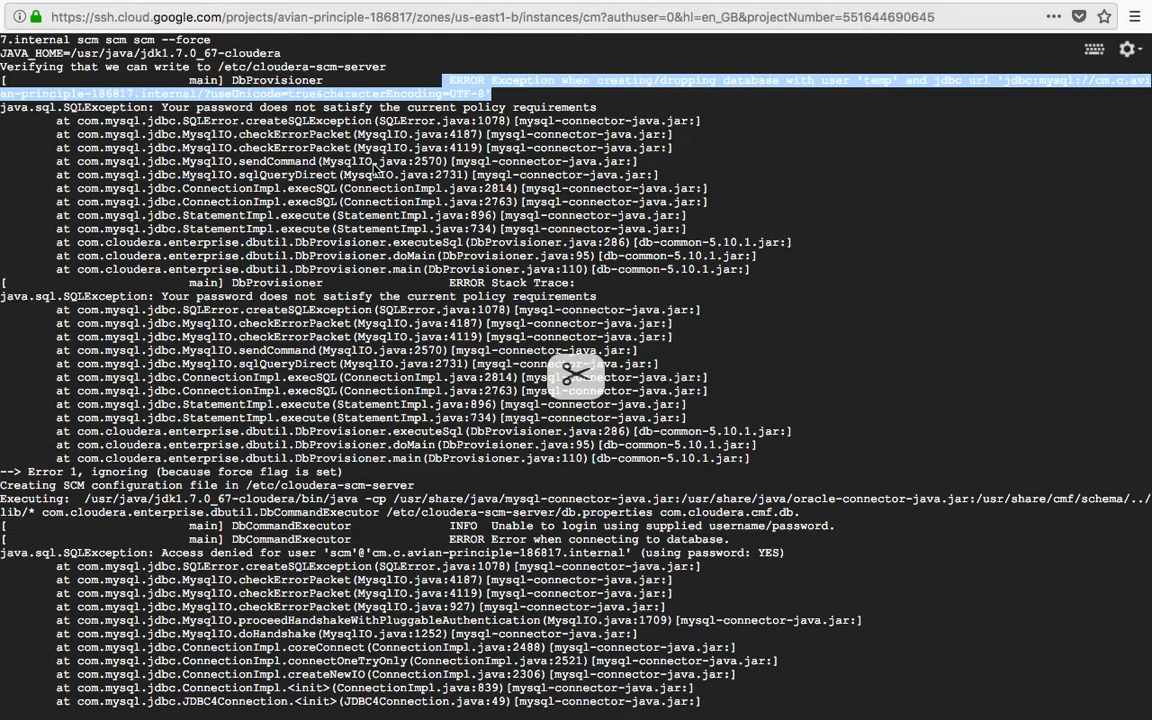 https://ssh.cloud.google.com/projects/avian-principle-186817/zones/us-east1-b/instances/cm?authuser=0&hl=en_GB&projectNumber=551644690645
7.internal scm scm scm --force
JAVA_HOME=/usr/java/jdk1.7.0_67-cloudera
Verifying that we can write to /etc/cloudera-scm-server
[                          main] DbProvisioner                  ERROR Exception when creating/dropping database with user 'temp' and jdbc url 'jdbc:mysql://cm.c.avi
an-principle-186817.internal/?useUnicode=true&characterEncoding=UTF-8'
java.sql.SQLException: Your password does not satisfy the current policy requirements
at com.mysql.jdbc.SQLError.createSQLException(SQLError.java:1078)[mysql-connector-java.jar:]
at com.mysql.jdbc.MysqlIO.checkErrorPacket(MysqlIO.java:4187)[mysql-connector-java.jar:]
at com.mysql.jdbc.MysqlIO.checkErrorPacket(MysqlIO.java:4119)[mysql-connector-java.jar:]
at com.mysql.jdbc.MysqlIO.sendCommand(MysqlIO.java:2570)[mysql-connector-java.jar:]
at com.mysql.jdbc.MysqlIO.sqlQueryDirect(MysqlIO.java:2731)[mysql-connector-java.jar:]
at com.mysql.jdbc.ConnectionImpl.execSQL(ConnectionImpl.java:2814)[mysql-connector-java.jar:]
at com.mysql.jdbc.ConnectionImpl.execSQL(ConnectionImpl.java:2763)[mysql-connector-java.jar:]
at com.mysql.jdbc.StatementImpl.execute(StatementImpl.java:896)[mysql-connector-java.jar:]
at com.mysql.jdbc.StatementImpl.execute(StatementImpl.java:734)[mysql-connector-java.jar:]
at com.cloudera.enterprise.dbutil.DbProvisioner.executeSql(DbProvisioner.java:286)[db-common-5.10.1.jar:]
at com.cloudera.enterprise.dbutil.DbProvisioner.doMain(DbProvisioner.java:95)[db-common-5.10.1.jar:]
at com.cloudera.enterprise.dbutil.DbProvisioner.main(DbProvisioner.java:110)[db-common-5.10.1.jar:]
[                          main] DbProvisioner                  ERROR Stack Trace:
java.sql.SQLException: Your password does not satisfy the current policy requirements
at com.mysql.jdbc.SQLError.createSQLException(SQLError.java:1078)[mysql-connector-java.jar:]
at com.mysql.jdbc.MysqlIO.checkErrorPacket(MysqlIO.java:4187)[mysql-connector-java.jar:]
at com.mysql.jdbc.MysqlIO.checkErrorPacket(MysqlIO.java:4119)[mysql-connector-java.jar:]
at com.mysql.jdbc.MysqlIO.sendCommand(MysqlIO.java:2570)[mysql-connector-java.jar:]
at com.mysql.jdbc.MysqlIO.sqlQueryDirect(MysqlIO.java:2731)[mysql-connector-java.jar:]
at com.mysql.jdbc.ConnectionImpl.execSQL(ConnectionImpl.java:2814)[mysql-connector-java.jar:]
at com.mysql.jdbc.ConnectionImpl.execSQL(ConnectionImpl.java:2763)[mysql-connector-java.jar:]
at com.mysql.jdbc.StatementImpl.execute(StatementImpl.java:896)[mysql-connector-java.jar:]
at com.mysql.jdbc.StatementImpl.execute(StatementImpl.java:734)[mysql-connector-java.jar:]
at com.cloudera.enterprise.dbutil.DbProvisioner.executeSql(DbProvisioner.java:286)[db-common-5.10.1.jar:]
at com.cloudera.enterprise.dbutil.DbProvisioner.doMain(DbProvisioner.java:95)[db-common-5.10.1.jar:]
at com.cloudera.enterprise.dbutil.DbProvisioner.main(DbProvisioner.java:110)[db-common-5.10.1.jar:]
--> Error 1, ignoring (because force flag is set)
Creating SCM configuration file in /etc/cloudera-scm-server
Executing:  /usr/java/jdk1.7.0_67-cloudera/bin/java -cp /usr/share/java/mysql-connector-java.jar:/usr/share/java/oracle-connector-java.jar:/usr/share/cmf/schema/../
lib/* com.cloudera.enterprise.dbutil.DbCommandExecutor /etc/cloudera-scm-server/db.properties com.cloudera.cmf.db.
[                          main] DbCommandExecutor              INFO  Unable to login using supplied username/password.
[                          main] DbCommandExecutor              ERROR Error when connecting to database.
java.sql.SQLException: Access denied for user 'scm'@'cm.c.avian-principle-186817.internal' (using password: YES)
at com.mysql.jdbc.SQLError.createSQLException(SQLError.java:1078)[mysql-connector-java.jar:]
at com.mysql.jdbc.MysqlIO.checkErrorPacket(MysqlIO.java:4187)[mysql-connector-java.jar:]
at com.mysql.jdbc.MysqlIO.checkErrorPacket(MysqlIO.java:4119)[mysql-connector-java.jar:]
at com.mysql.jdbc.MysqlIO.checkErrorPacket(MysqlIO.java:927)[mysql-connector-java.jar:]
at com.mysql.jdbc.MysqlIO.proceedHandshakeWithPluggableAuthentication(MysqlIO.java:1709)[mysql-connector-java.jar:]
at com.mysql.jdbc.MysqlIO.doHandshake(MysqlIO.java:1252)[mysql-connector-java.jar:]
at com.mysql.jdbc.ConnectionImpl.coreConnect(ConnectionImpl.java:2488)[mysql-connector-java.jar:]
at com.mysql.jdbc.ConnectionImpl.connectOneTryOnly(ConnectionImpl.java:2521)[mysql-connector-java.jar:]
at com.mysql.jdbc.ConnectionImpl.createNewIO(ConnectionImpl.java:2306)[mysql-connector-java.jar:]
at com.mysql.jdbc.ConnectionImpl.<init>(ConnectionImpl.java:839)[mysql-connector-java.jar:]
at com.mysql.jdbc.JDBC4Connection.<init>(JDBC4Connection.java:49)[mysql-connector-java.jar:]